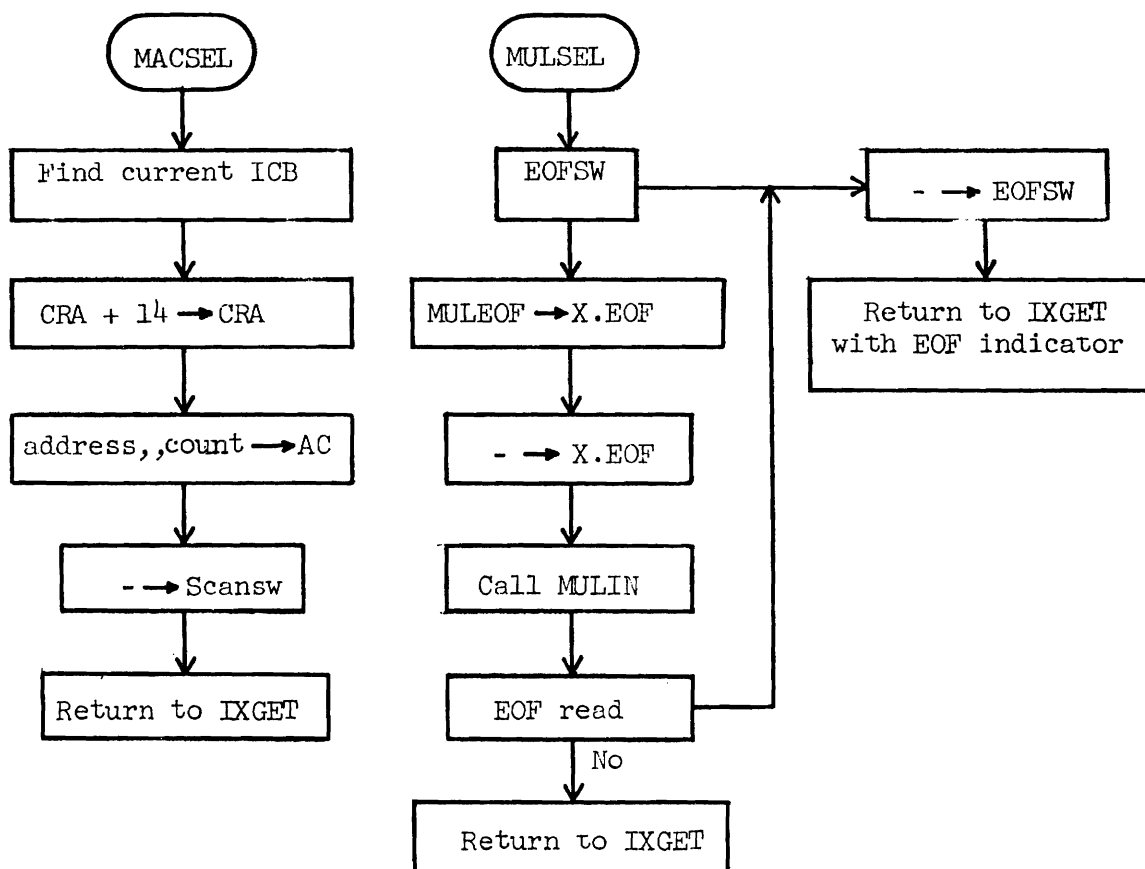 MACSEL
Find current ICB
CRA + 14 → CRA
address,,count → AC
- → Scansw
Return to IXGET
MULSEL
EOFSW
MULEOF → X.EOF
- → X.EOF
Call MULIN
EOF read
No
Return to IXGET
- → EOFSW
Return to IXGET
with EOF indicator